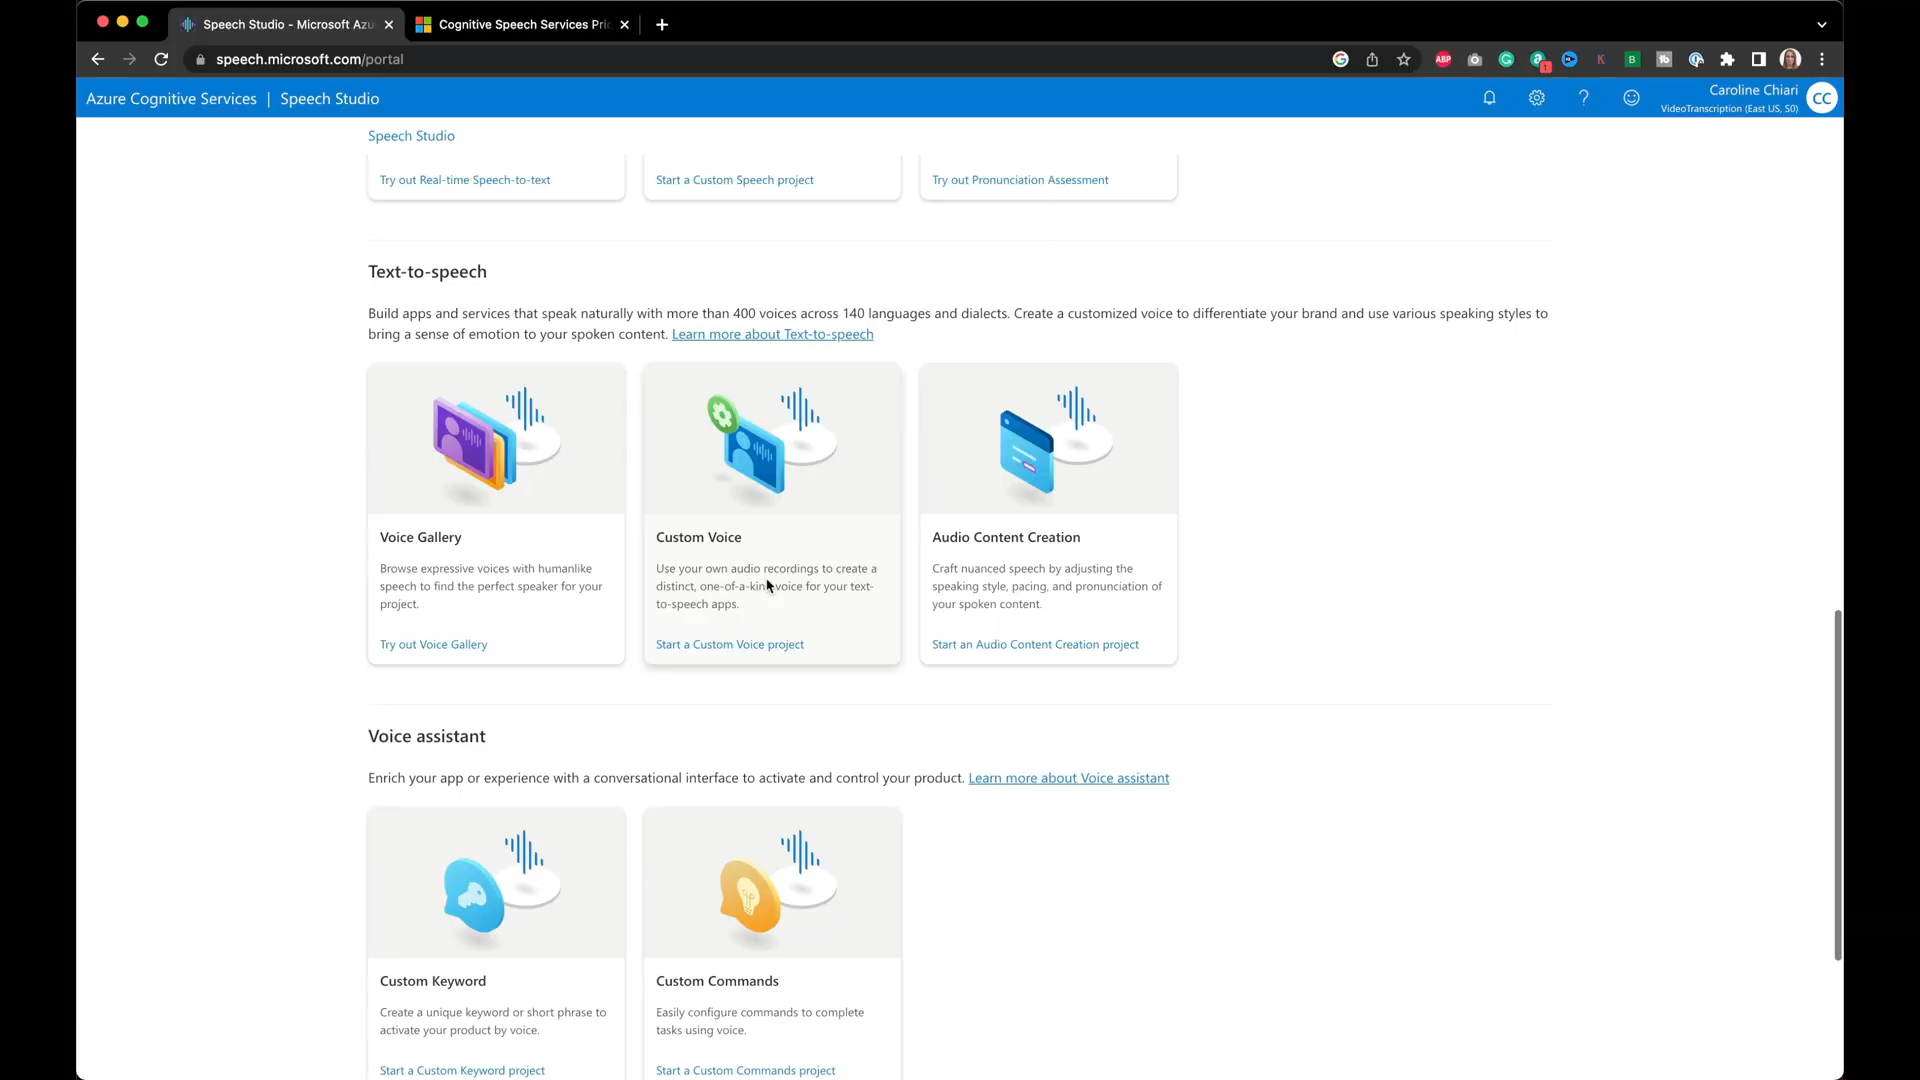 Speech Studio - Microsoft Azu
Cognitive Speech Services Pric
speech.microsoft.com/portal
ABP
1
K
B
Azure Cognitive Services | Speech Studio
Caroline Chiari
VideoTranscription (East US, S0)
CC
Speech Studio
Try out Real-time Speech-to-text
Start a Custom Speech project
Try out Pronunciation Assessment
Text-to-speech
Build apps and services that speak naturally with more than 400 voices across 140 languages and dialects. Create a customized voice to differentiate your brand and use various speaking styles to
bring a sense of emotion to your spoken content. Learn more about Text-to-speech
Voice Gallery
Browse expressive voices with humanlike
speech to find the perfect speaker for your
project.
Try out Voice Gallery
Custom Voice
Use your own audio recordings to create a
distinct, one-of-a-kind voice for your text-
to-speech apps.
Start a Custom Voice project
Audio Content Creation
Craft nuanced speech by adjusting the
speaking style, pacing, and pronunciation of
your spoken content.
Start an Audio Content Creation project
Voice assistant
Enrich your app or experience with a conversational interface to activate and control your product. Learn more about Voice assistant
Custom Keyword
Create a unique keyword or short phrase to
activate your product by voice.
Start a Custom Keyword project
Custom Commands
Easily configure commands to complete
tasks using voice.
Start a Custom Commands project